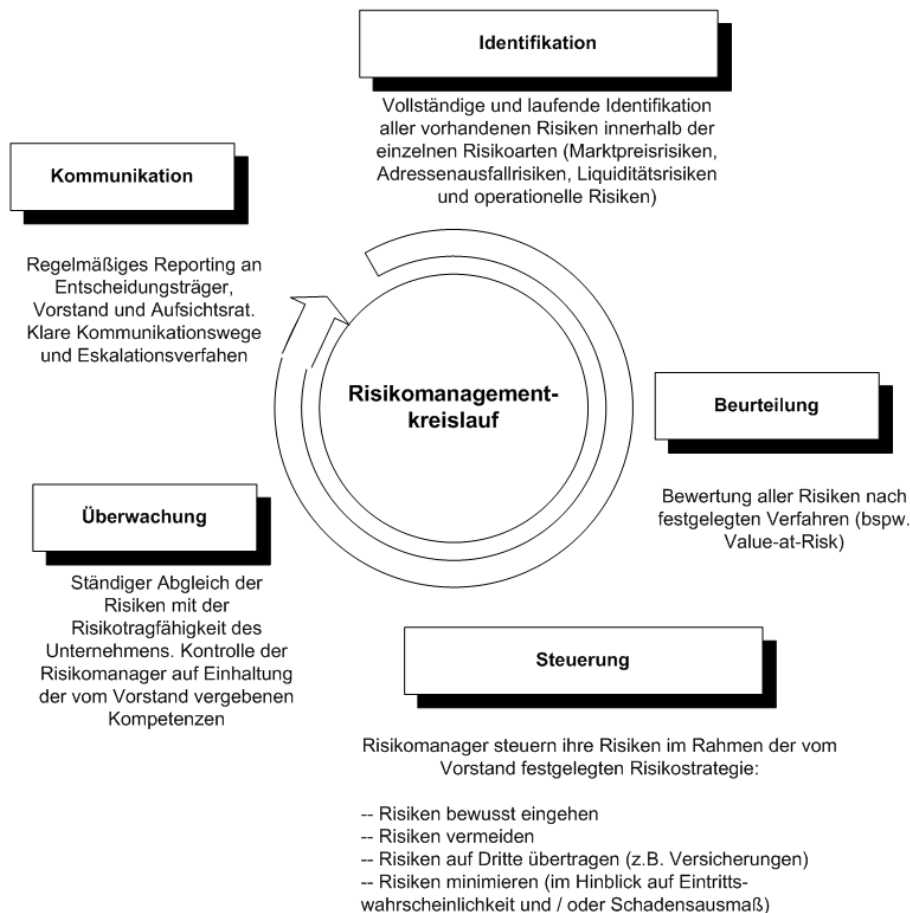 Identifikation
Vollständige und laufende Identifikation
aller vorhandenen Risiken innerhalb der
einzelnen Risikoarten (Marktpreisrisiken,
Adressenausfallrisiken, Liquiditätsrisiken
und operationelle Risiken)
Kommunikation
Regelmäßiges Reporting an
Entscheidungsträger,
Vorstand und Aufsichtsrat.
Klare Kommunikationswege
und Eskalationsverfahen
Risikomanagement-
kreislauf
Beurteilung
Bewertung aller Risiken nach
festgelegten Verfahren (bspw.
Value-at-Risk)
Überwachung
Ständiger Abgleich der
Risiken mit der
Risikotragfähigkeit des
Unternehmens. Kontrolle der
Risikomanager auf Einhaltung
der vom Vorstand vergebenen
Kompetenzen
Steuerung
Risikomanager steuern ihre Risiken im Rahmen der vom
Vorstand festgelegten Risikostrategie:
-- Risiken bewusst eingehen
-- Risiken vermeiden
-- Risiken auf Dritte übertragen (z.B. Versicherungen)
-- Risiken minimieren (im Hinblick auf Eintritts-
wahrscheinlichkeit und / oder Schadensausmaß)